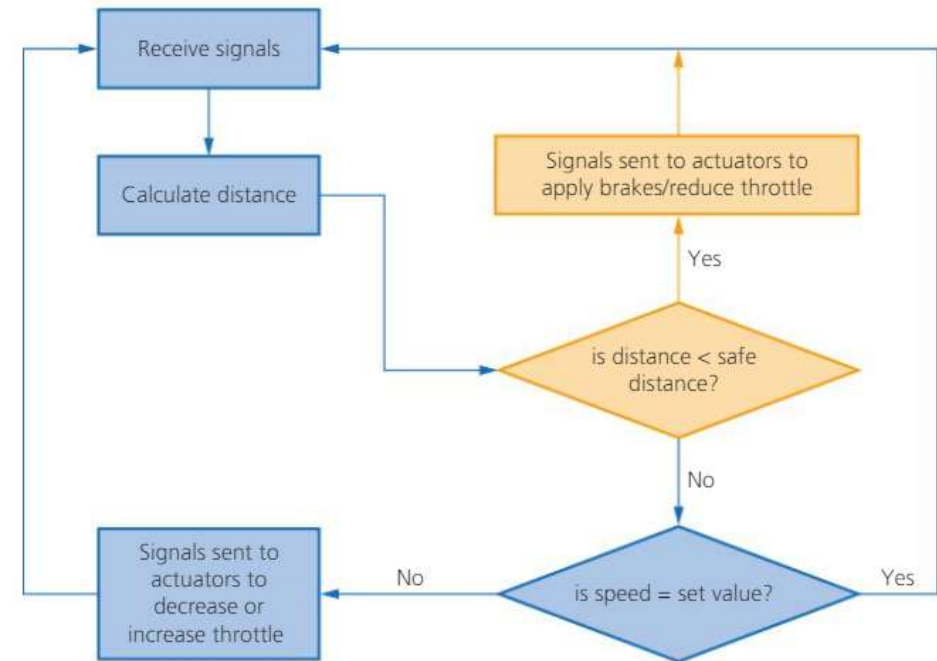 Receive signals
Calculate distance
Signals sent to actuators to
apply brakes/reduce throttle
Yes
is distance < safe
distance?
No
is speed = set value?
Yes
No
Signals sent to
actuators to
decrease or
increase throttle